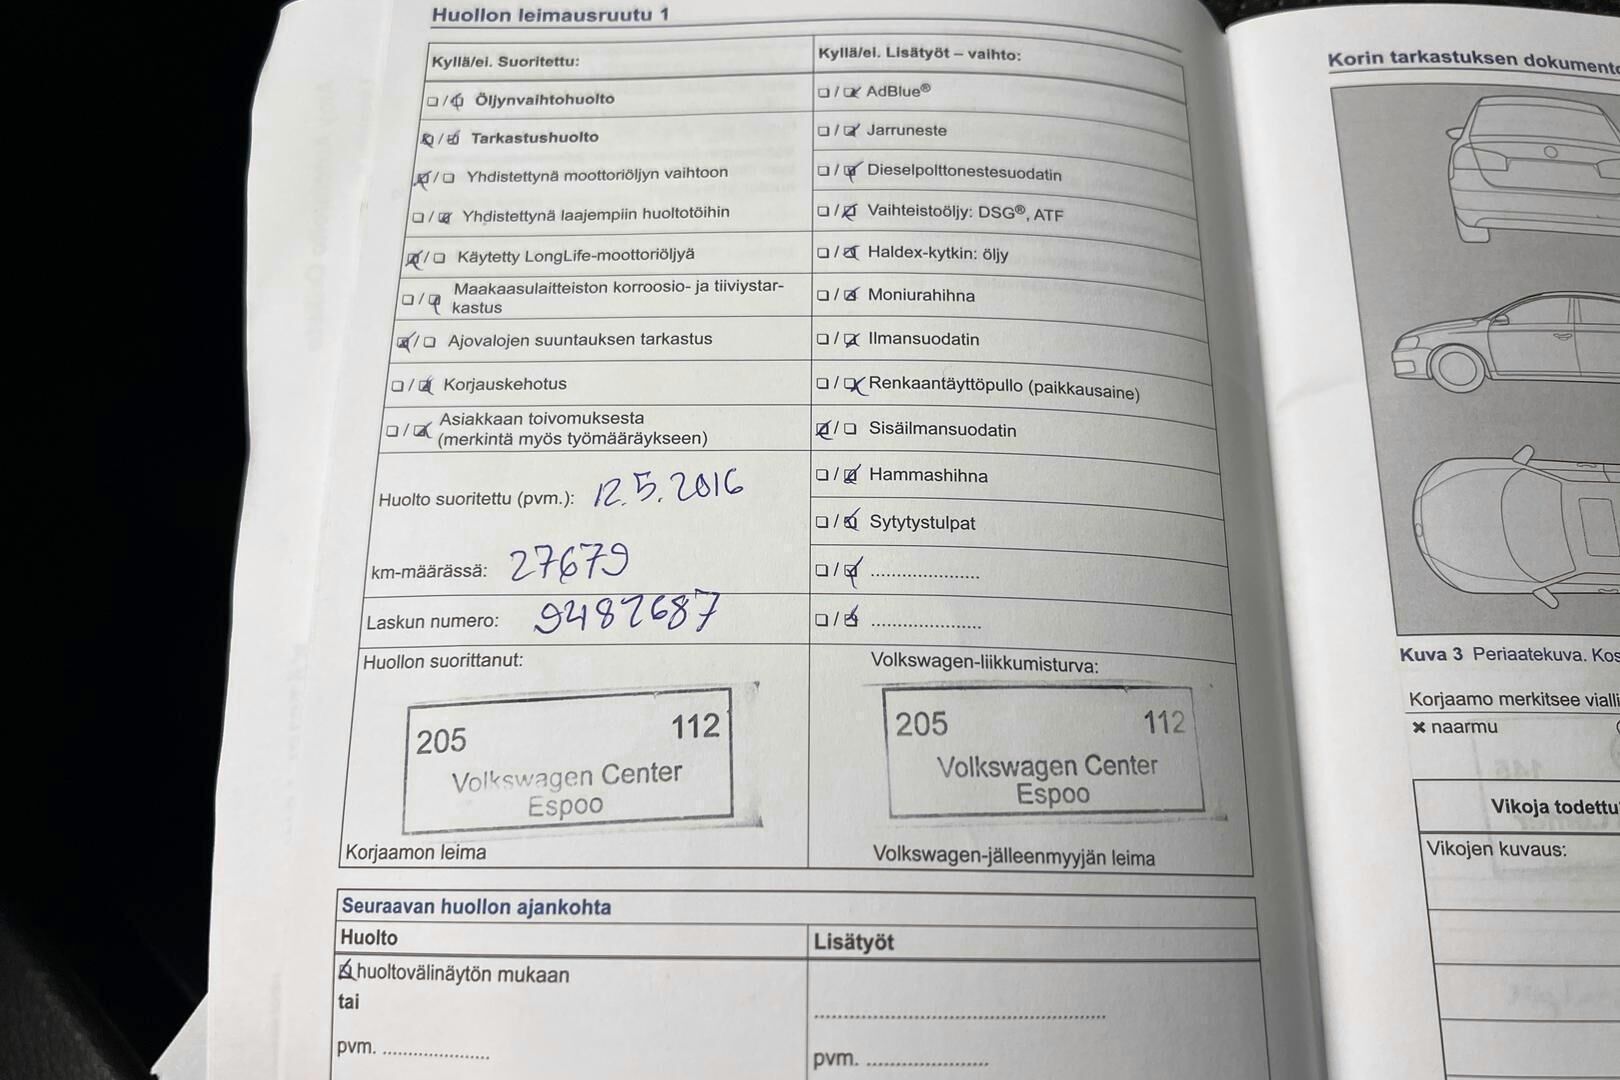 Huollon leimausruutu 1
Kyllä/ei. Suoritettu:
☐/☑ Öljynvaihtohuolto
☑/☑ Tarkastushuolto
☑/☐ Yhdistettynä moottoriöljyn vaihtoon
☐/☑ Yhdistettynä laajempiin huoltotöihin
☑/☐ Käytetty LongLife-moottoriöljyä
☐/☑ Maakaasulaitteiston korroosio- ja tiiviystar-
kastus
☑/☐ Ajovalojen suuntauksen tarkastus
☐/☑ Korjauskehotus
☐/☑ Asiakkaan toivomuksesta
(merkintä myös työmääräykseen)
Huolto suoritettu (pvm.): 12.5.2016
km-määrässä: 27679
Laskun numero: 9482687
Huollon suorittanut:
205 112
Volkswagen Center
Espoo
Korjaamon leima
Kyllä/ei. Lisätyöt – vaihto:
☐/☑ AdBlue®
☐/☑ Jarruneste
☐/☑ Dieselpolttonestesuodatin
☐/☑ Vaihteistoöljy: DSG®, ATF
☐/☑ Haldex-kytkin: öljy
☐/☑ Moniurahihna
☐/☑ Ilmansuodatin
☐/☑ Renkaantäyttöpullo (paikkausaine)
☑/☐ Sisäilmansuodatin
☐/☑ Hammashihna
☐/☑ Sytytystulpat
☐/☑ ......................
☐/☑ ......................
Volkswagen-liikkumisturva:
205 112
Volkswagen Center
Espoo
Volkswagen-jälleenmyyjän leima
Seuraavan huollon ajankohta
Huolto
☑ huoltovälinäytön mukaan
tai
pvm. ......................
Lisätyöt
............................................................
pvm. ......................
Korin tarkastuksen
Kuva 3 Periaatekuva.
Korjaamo merkitsee
× naarmu
Vikoja
Vikojen kuvaus: